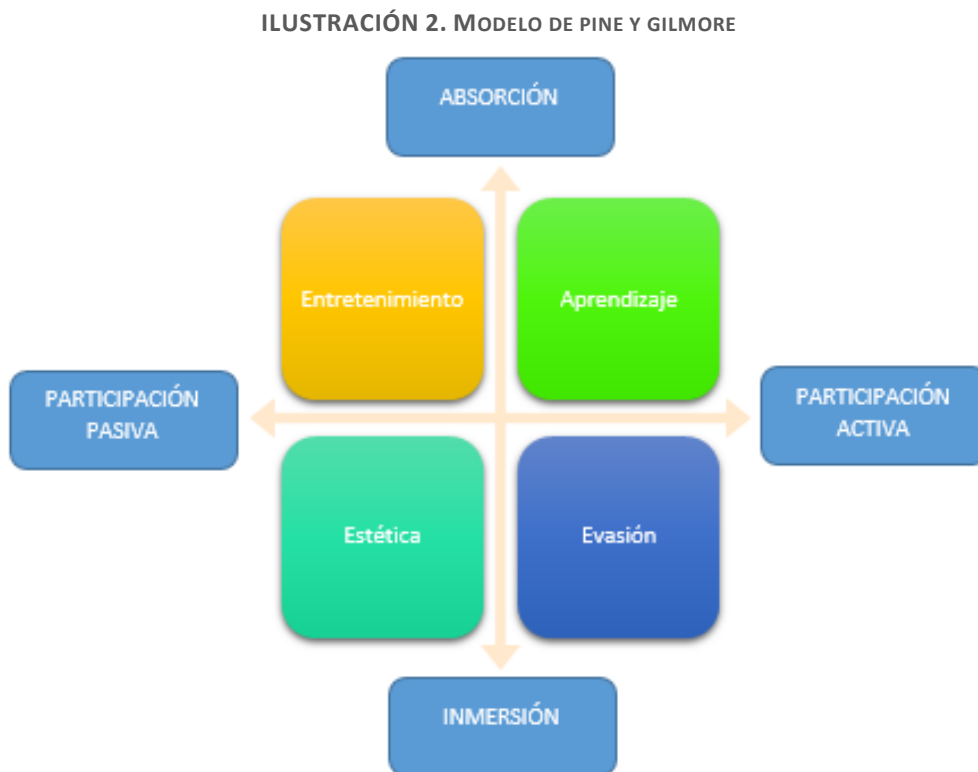 ILUSTRACIÓN 2. MODELO DE PINE Y GILMORE
ABSORCIÓN
Entretenimiento
Aprendizaje
PARTICIPACIÓN
PASIVA
PARTICIPACIÓN
ACTIVA
Estética
Evasión
INMERSIÓN